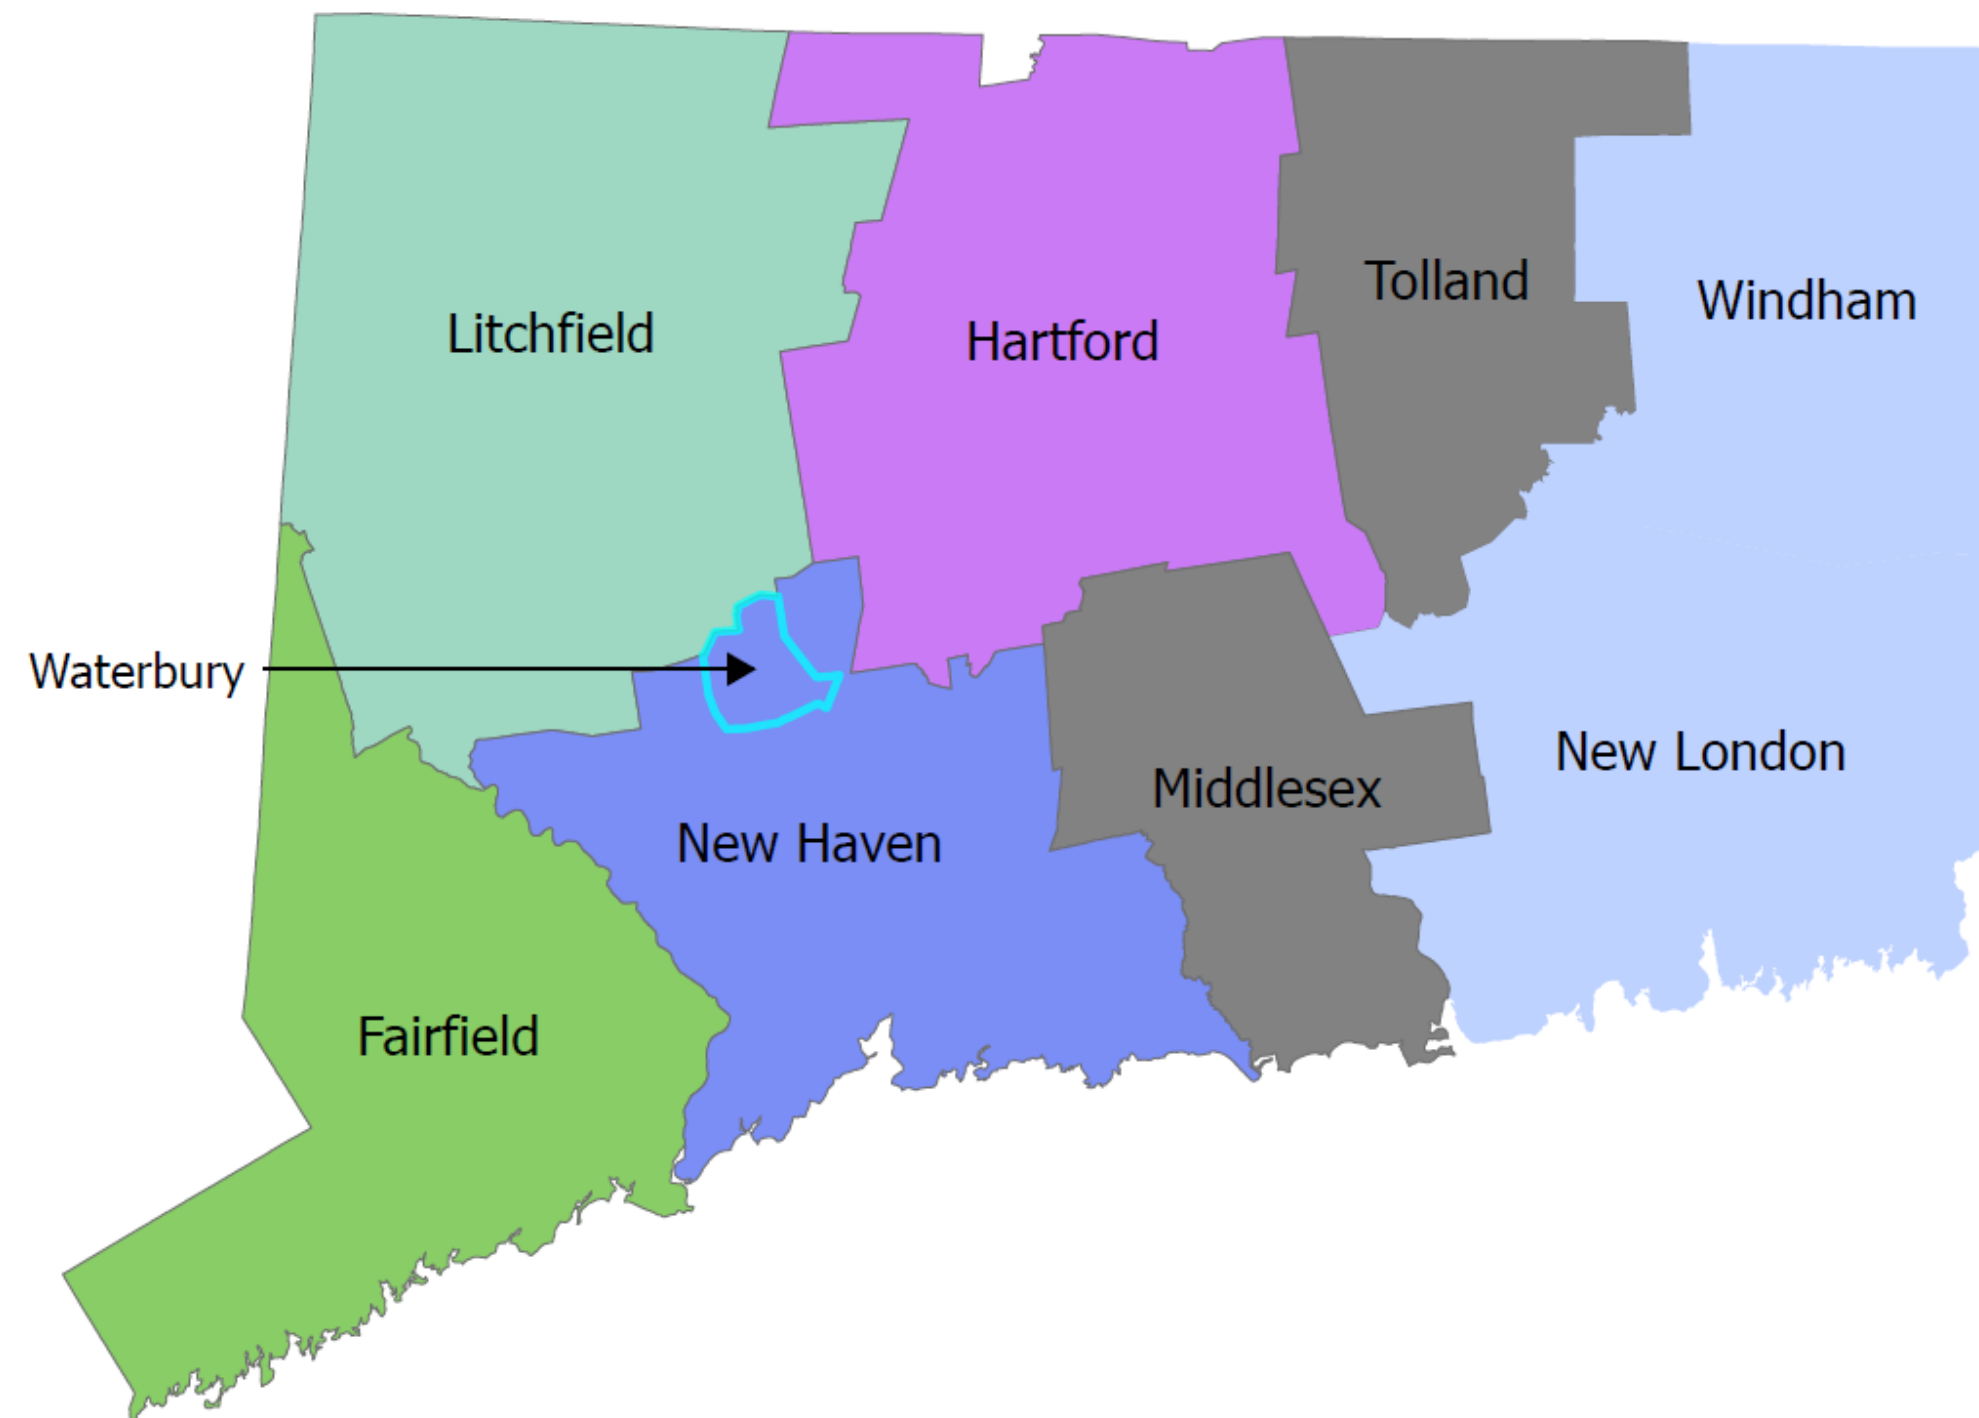 Litchfield
Hartford
Tolland
Windham
Waterbury
New Haven
Middlesex
New London
Fairfield